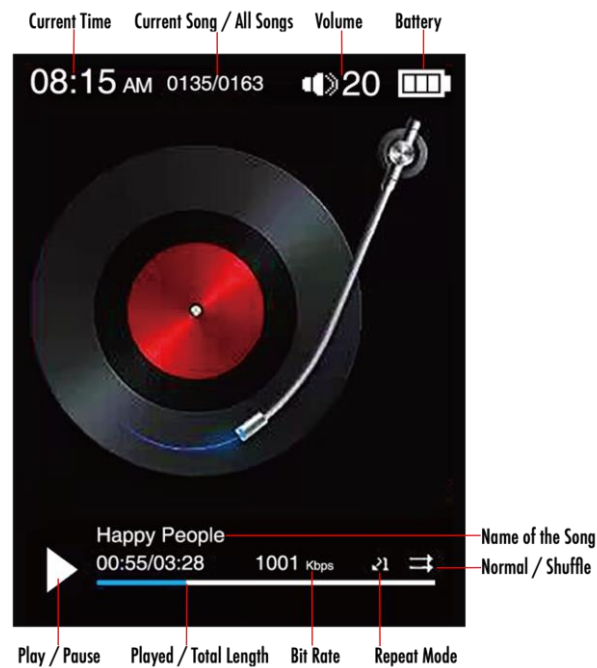 Current Time Current Song / All Songs Volume Battery
08:15 AM 0135/0163 20
Happy People
Name of the Song
00:55/03:28 1001 Kbps 1
Normal / Shuffle
Play / Pause Played / Total Length Bit Rate Repeat Mode